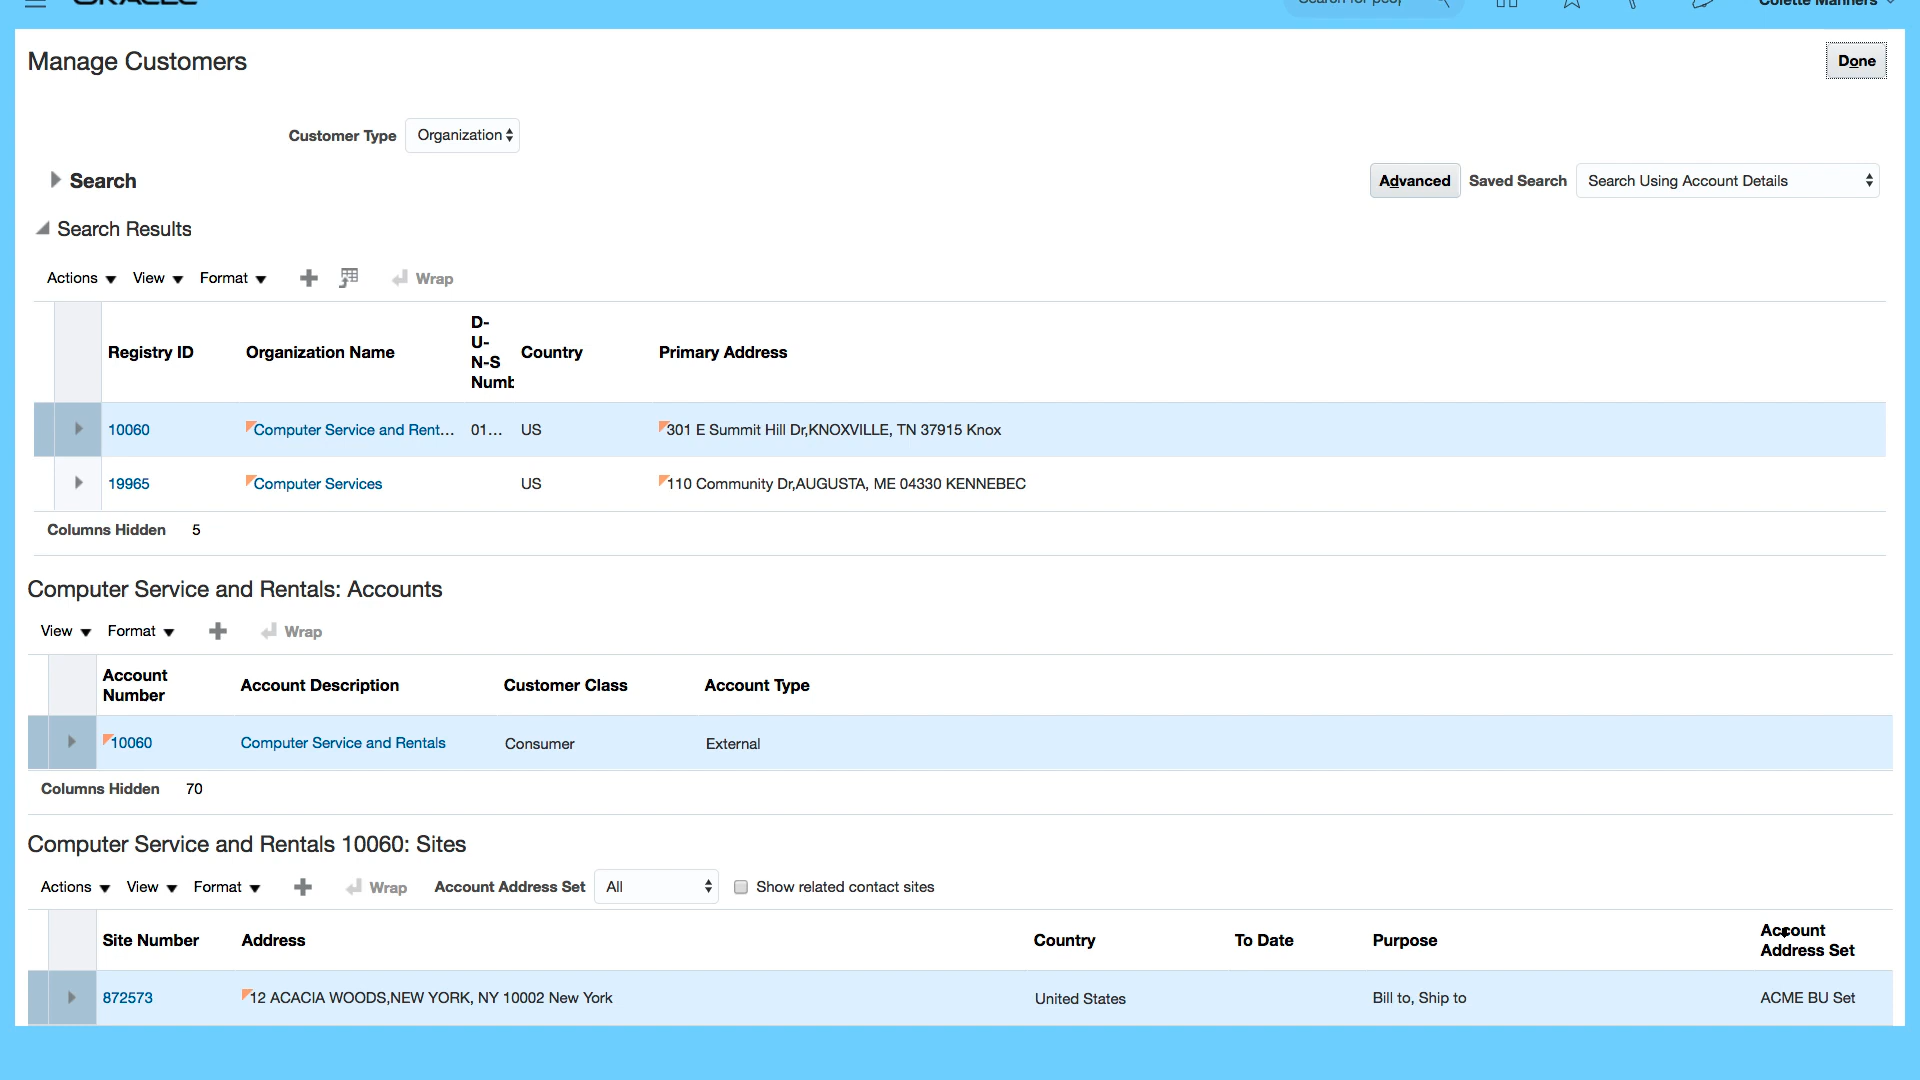 ORACLE
Colette Manners
Manage Customers
Done
Customer Type Organization
Search
Advanced Saved Search Search Using Account Details
Search Results
Actions View Format Wrap
Registry ID Organization Name D-U-N-S Numb Country Primary Address
10060 Computer Service and Rent... 01... US 301 E Summit Hill Dr,KNOXVILLE, TN 37915 Knox
19965 Computer Services US 110 Community Dr,AUGUSTA, ME 04330 KENNEBEC
Columns Hidden 5
Computer Service and Rentals: Accounts
View Format Wrap
Account Number Account Description Customer Class Account Type
10060 Computer Service and Rentals Consumer External
Columns Hidden 70
Computer Service and Rentals 10060: Sites
Actions View Format Wrap Account Address Set All Show related contact sites
Site Number Address Country To Date Purpose Account Address Set
872573 12 ACACIA WOODS,NEW YORK, NY 10002 New York United States Bill to, Ship to ACME BU Set